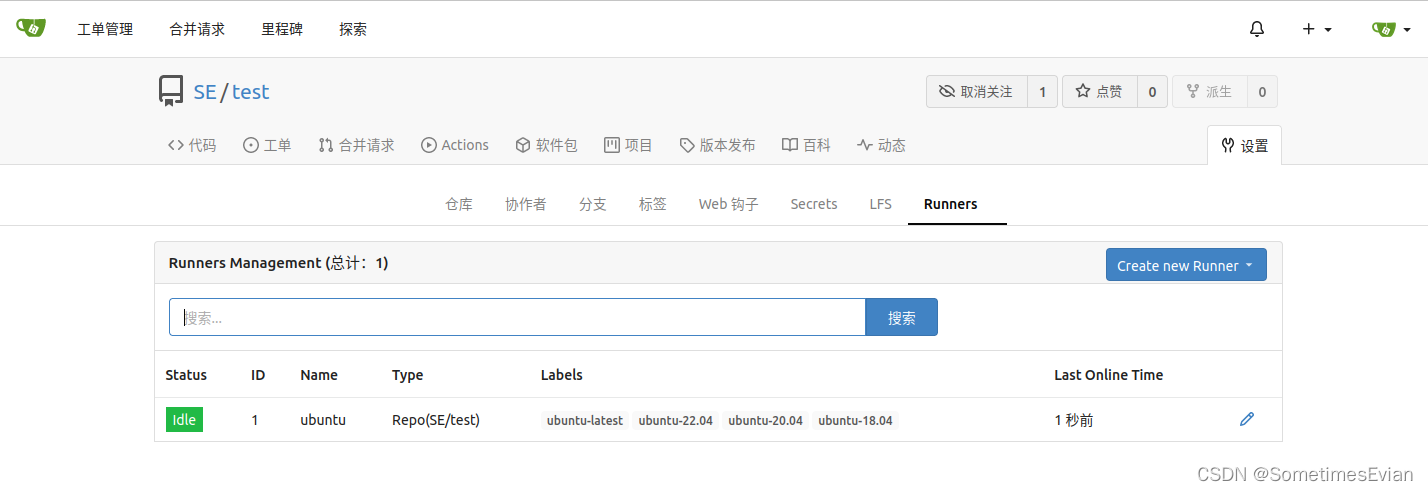 工单管理 合并请求 里程碑 探索
SE / test 取消关注 1 点赞 0 派生 0
代码 工单 合并请求 Actions 软件包 项目 版本发布 百科 动态 设置
仓库 协作者 分支 标签 Web 钩子 Secrets LFS Runners
Runners Management (总计：1) Create new Runner
搜索... 搜索
Status ID Name Type Labels Last Online Time
Idle 1 ubuntu Repo(SE/test) ubuntu-latest ubuntu-22.04 ubuntu-20.04 ubuntu-18.04 1 秒前
CSDN @SometimesEvian